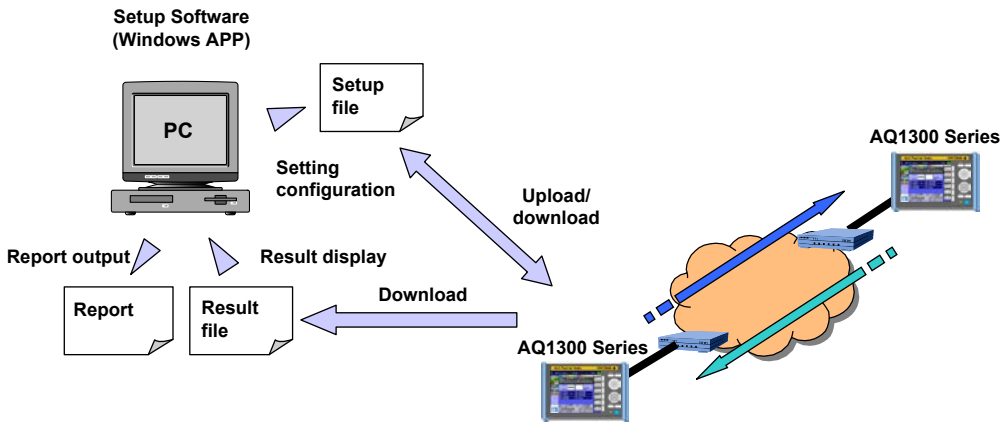 Setup Software
(Windows APP)
PC
Setup
file
Setting
configuration
Upload/
download
AQ1300 Series
Report output
Result display
Report
Result
file
Download
AQ1300 Series